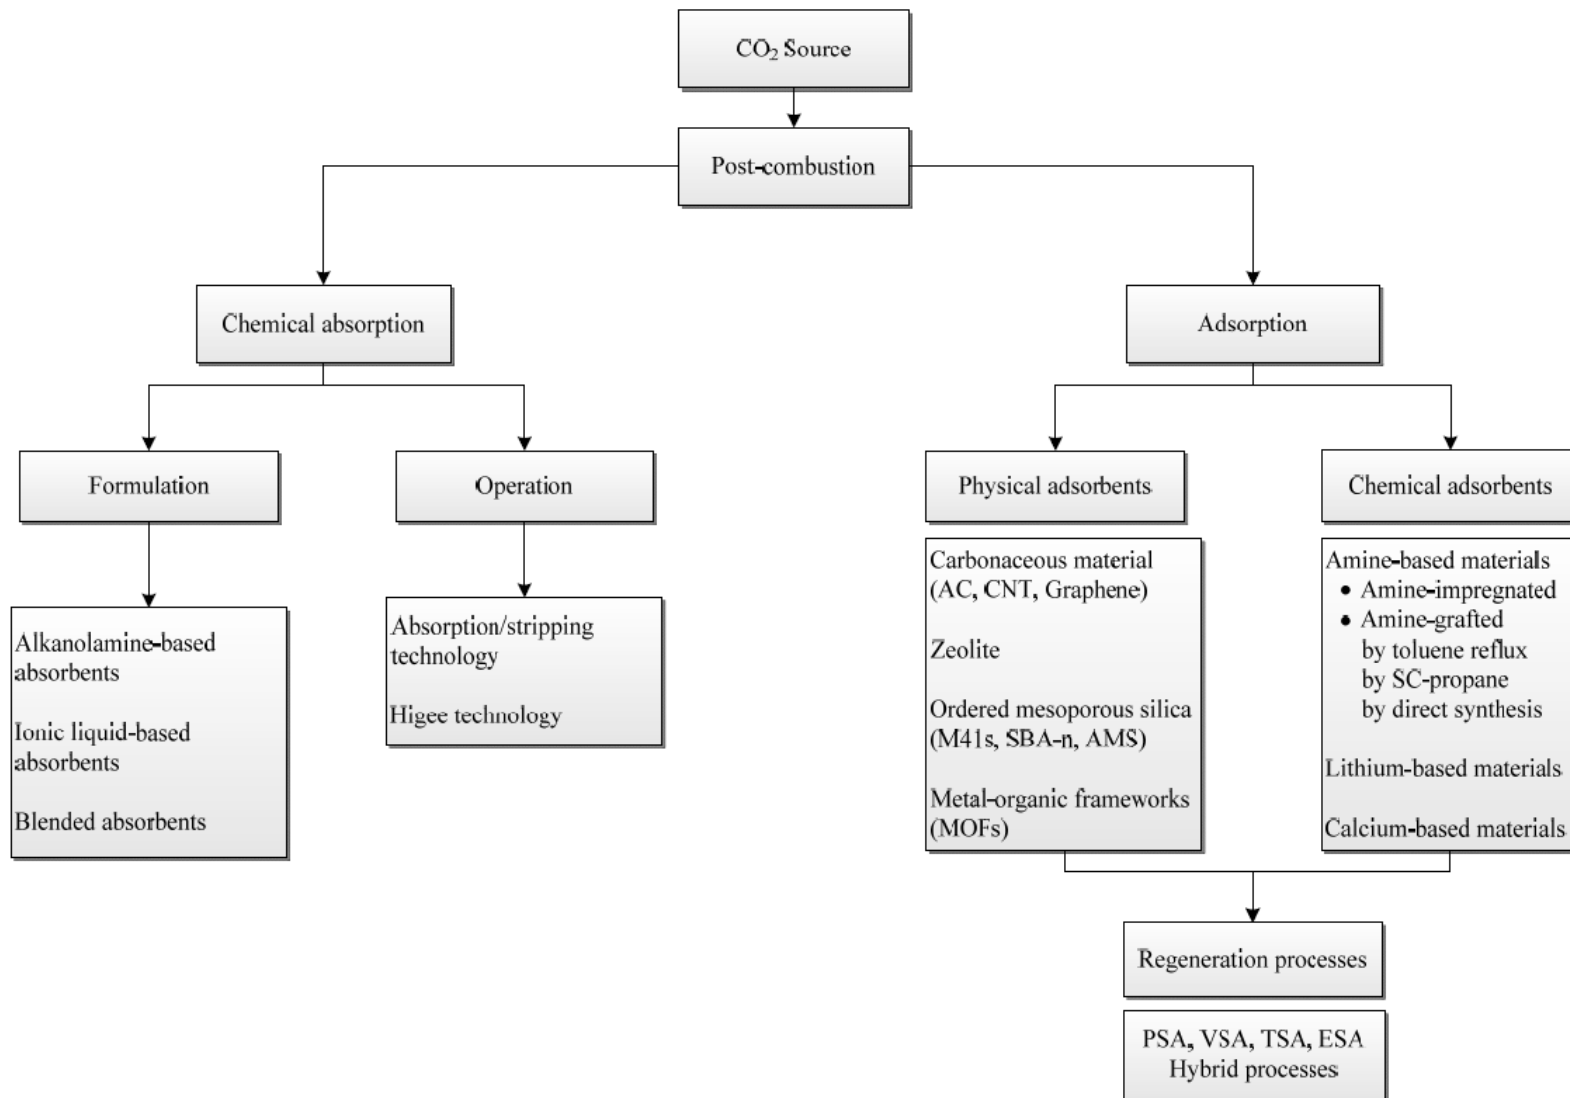 CO₂ Source
Post-combustion
Chemical absorption
Adsorption
Formulation
Operation
Physical adsorbents
Chemical adsorbents
Alkanolamine-based
absorbents
Ionic liquid-based
absorbents
Blended absorbents
Absorption/stripping
technology
Higee technology
Carbonaceous material
(AC, CNT, Graphene)
Zeolite
Ordered mesoporous silica
(M41s, SBA-n, AMS)
Metal-organic frameworks
(MOFs)
Amine-based materials
• Amine-impregnated
• Amine-grafted
by toluene reflux
by SC-propane
by direct synthesis
Lithium-based materials
Calcium-based materials
Regeneration processes
PSA, VSA, TSA, ESA
Hybrid processes